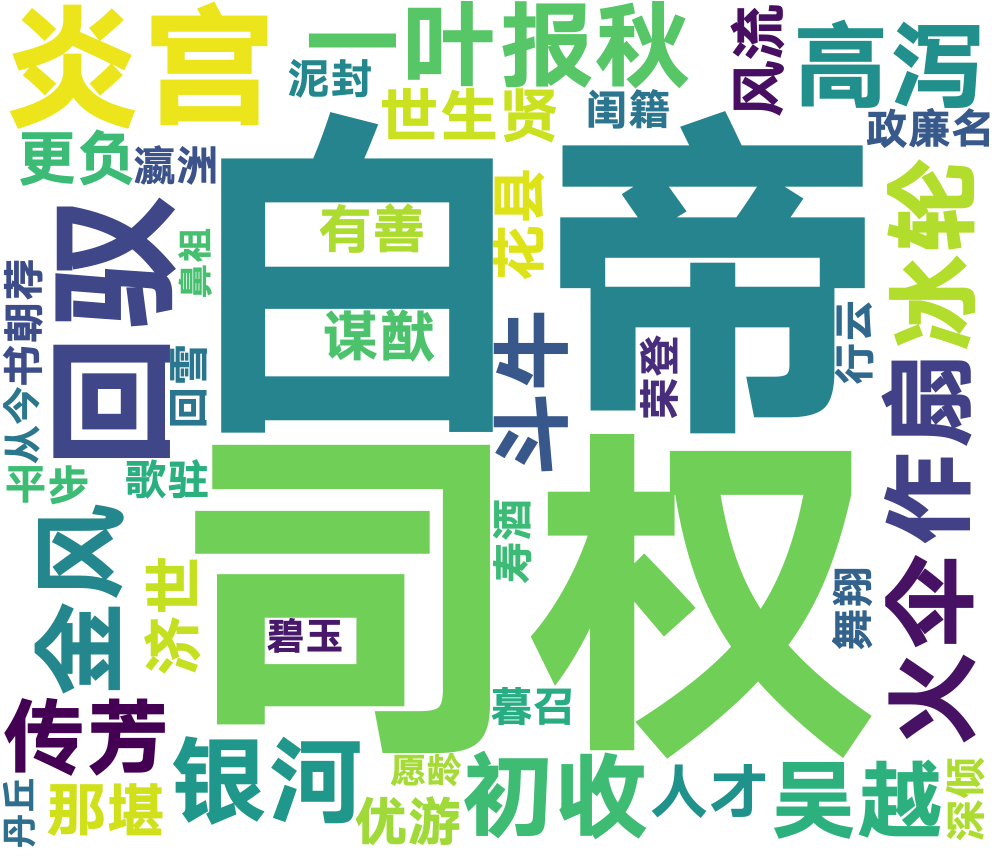 炎宫
一叶报秋
泥封
世生贤
闺籍
风流
高泻
政廉名
更负
瀛洲
白帝
有善
花县
冰轮
回驭
鼻祖
谋猷
斗牛
荣登
行云
从今书朝荐
回雪
扇作
平步
歌驻
司权
金风
济世
碧玉
寿酒
舞翔
火伞
传芳
银河
暮召
愿龄
初收
人才
吴越
深倾
丹丘
那堪
优游